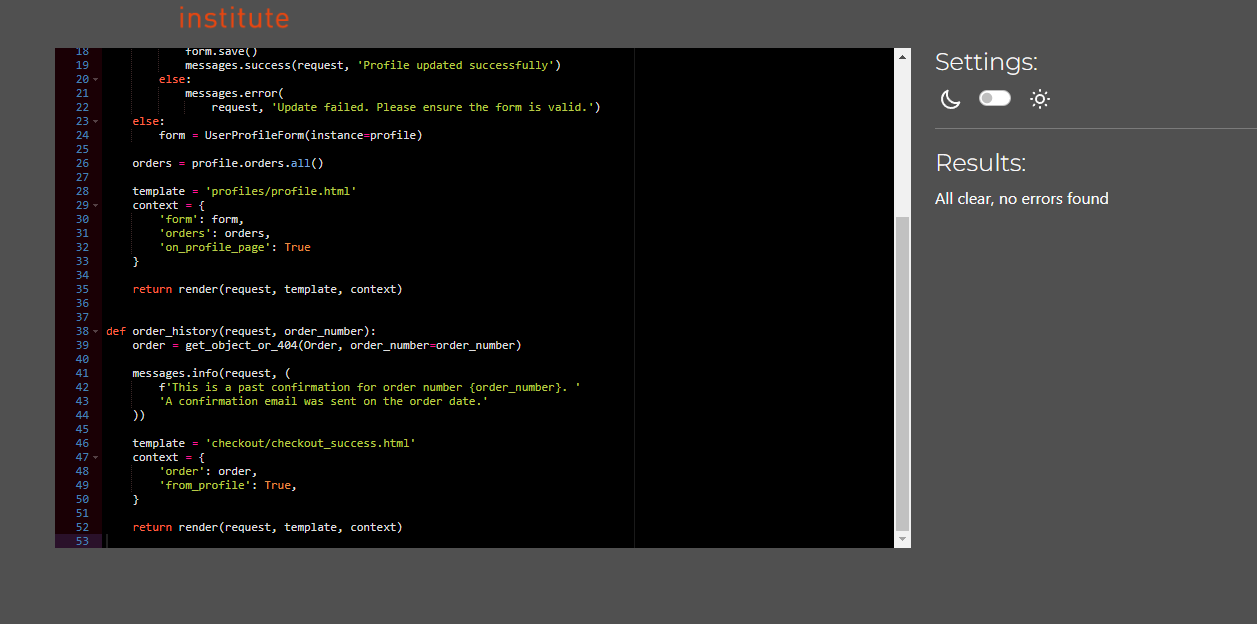 institute
18 form.save()
19 messages.success(request, 'Profile updated successfully')
20 else:
21 messages.error(
22 request, 'Update failed. Please ensure the form is valid.')
23 else:
24 form = UserProfileForm(instance=profile)
25
26 orders = profile.orders.all()
27
28 template = 'profiles/profile.html'
29 context = {
30 'form': form,
31 'orders': orders,
32 'on_profile_page': True
33 }
34
35 return render(request, template, context)
36
37
38 def order_history(request, order_number):
39 order = get_object_or_404(Order, order_number=order_number)
40
41 messages.info(request, (
42 f'This is a past confirmation for order number {order_number}. '
43 'A confirmation email was sent on the order date.'
44 ))
45
46 template = 'checkout/checkout_success.html'
47 context = {
48 'order': order,
49 'from_profile': True,
50 }
51
52 return render(request, template, context)
53
Settings:
Results:
All clear, no errors found